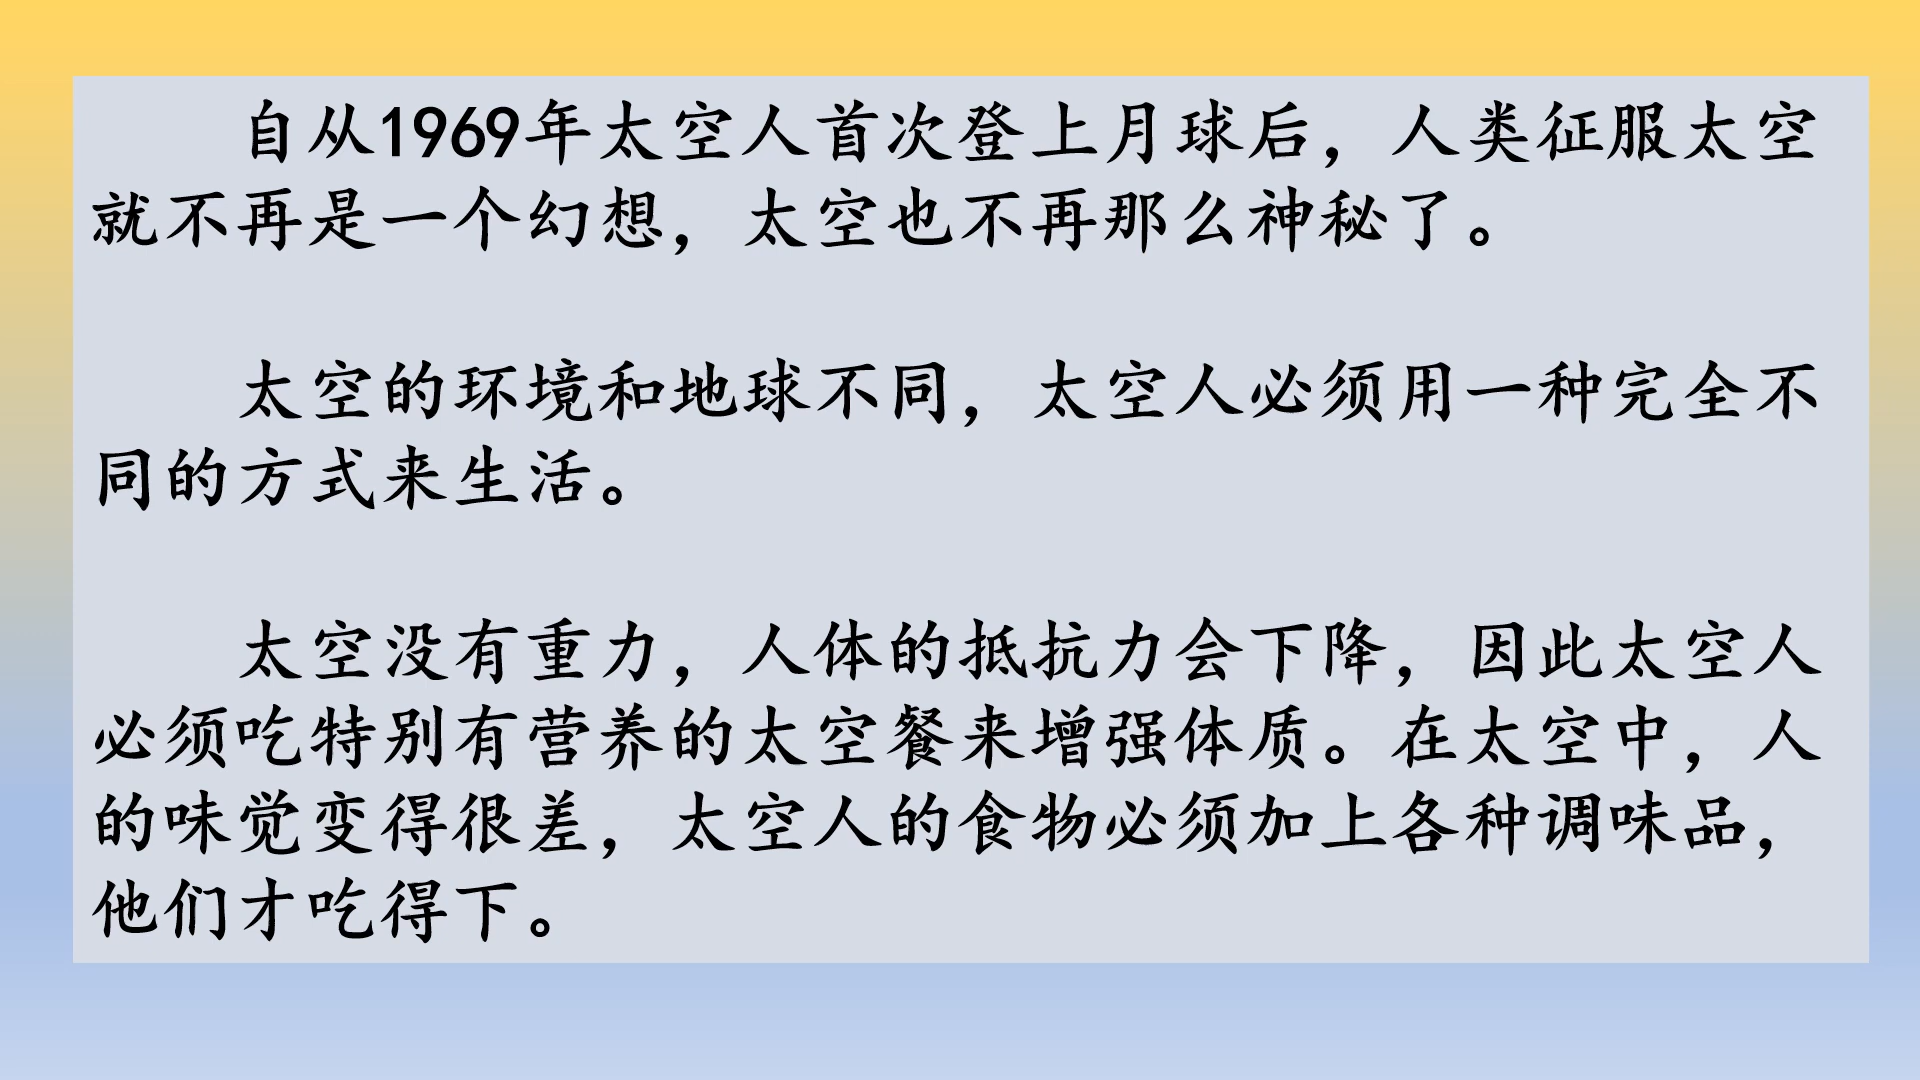 自从1969年太空人首次登上月球后，人类征服太空
就不再是一个幻想，太空也不再那么神秘了。
太空的环境和地球不同，太空人必须用一种完全不
同的方式来生活。
太空没有重力，人体的抵抗力会下降，因此太空人
必须吃特别有营养的太空餐来增强体质。在太空中，人
的味觉变得很差，太空人的食物必须加上各种调味品，
他们才吃得下。